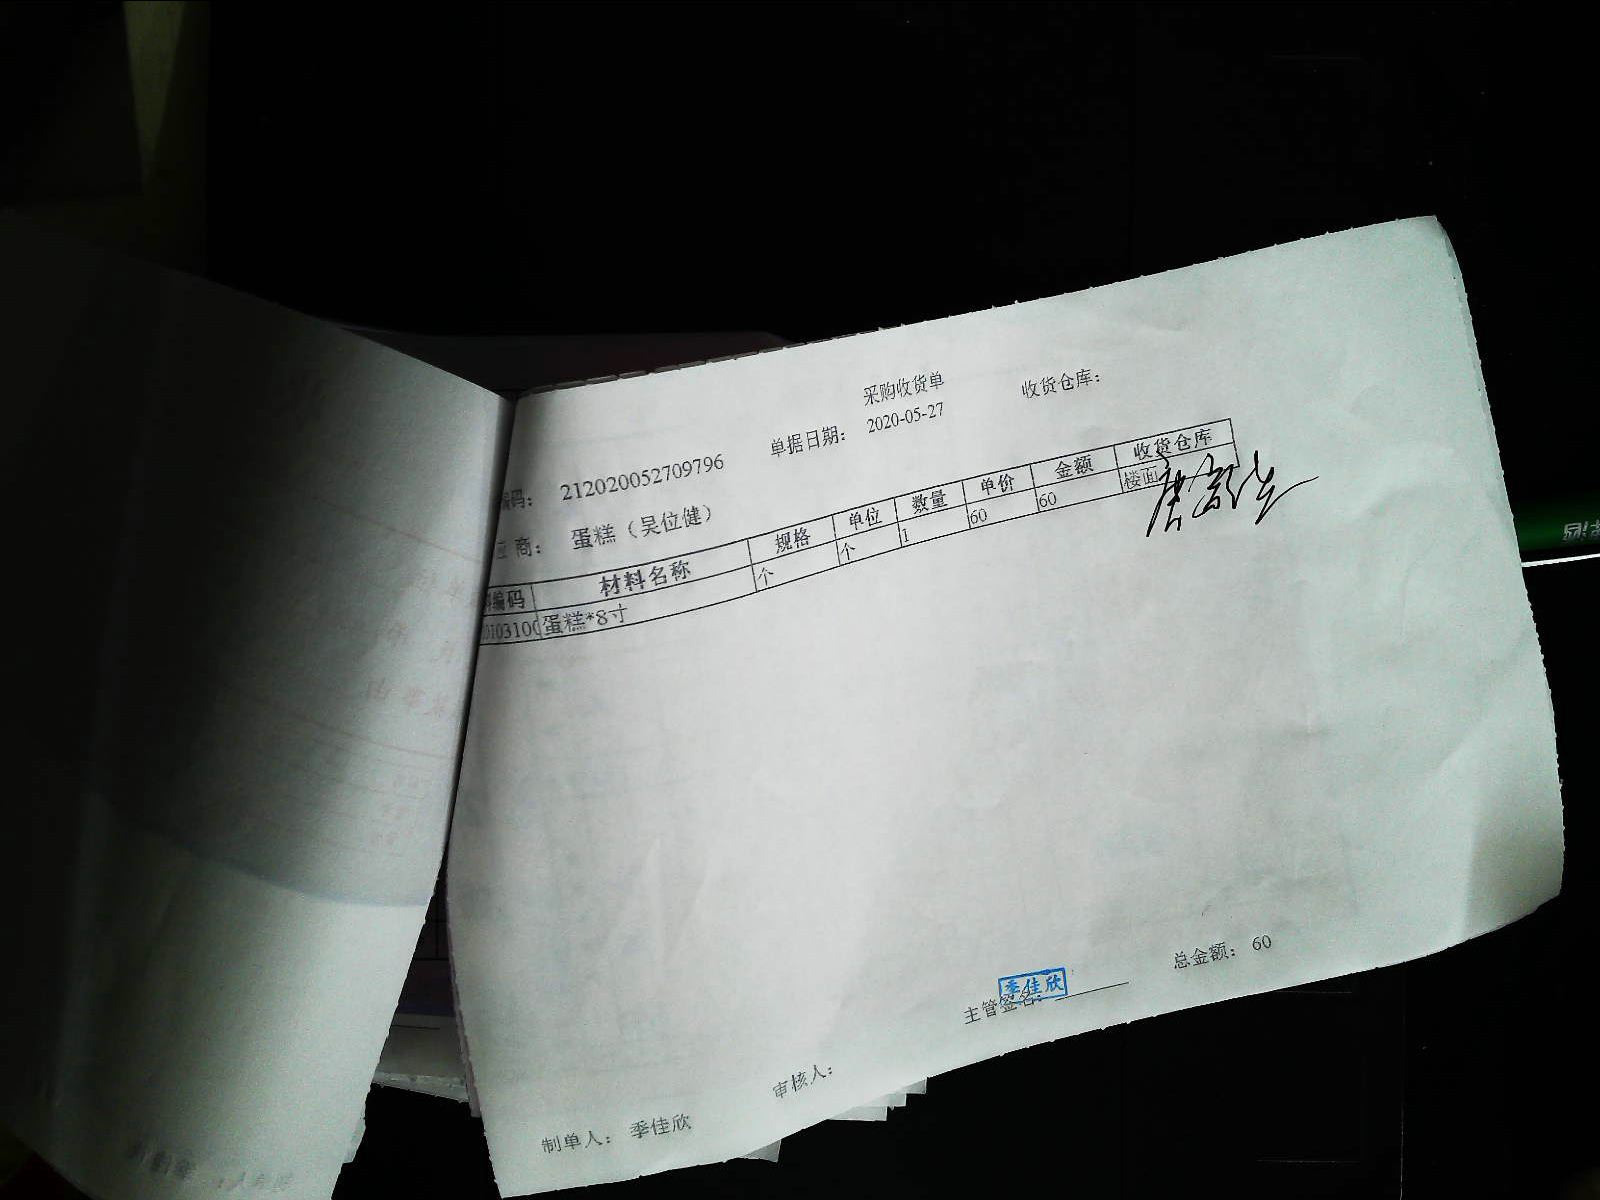 采购收货单
编码： 212020052709796 单据日期： 2020-05-27 收货仓库：
应 商： 蛋糕（吴位健）
料编码 材料名称 规格 单位 数量 单价 金额 收货仓库
0103100 蛋糕*8寸 个 个 1 60 60 楼面
季佳欣
主管签名： 总金额： 60
制单人： 季佳欣 审核人：